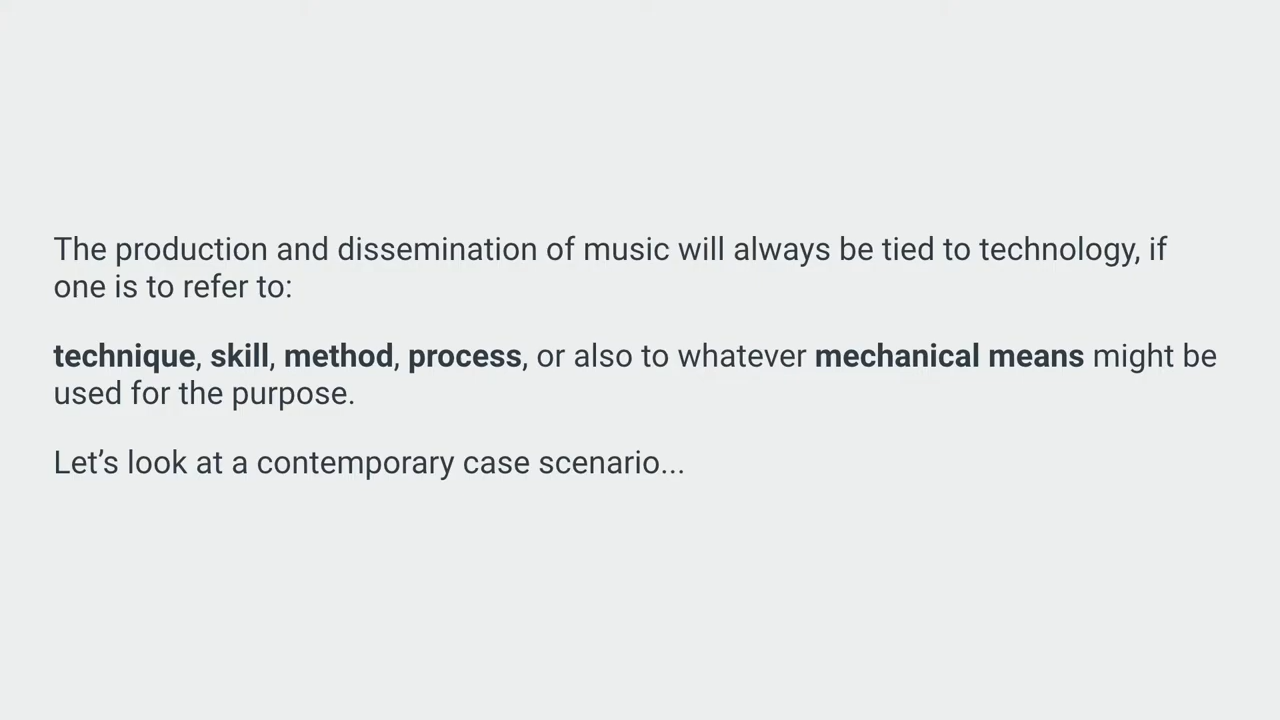 The production and dissemination of music will always be tied to technology, if
one is to refer to:
technique, skill, method, process, or also to whatever mechanical means might be
used for the purpose.
Let’s look at a contemporary case scenario...